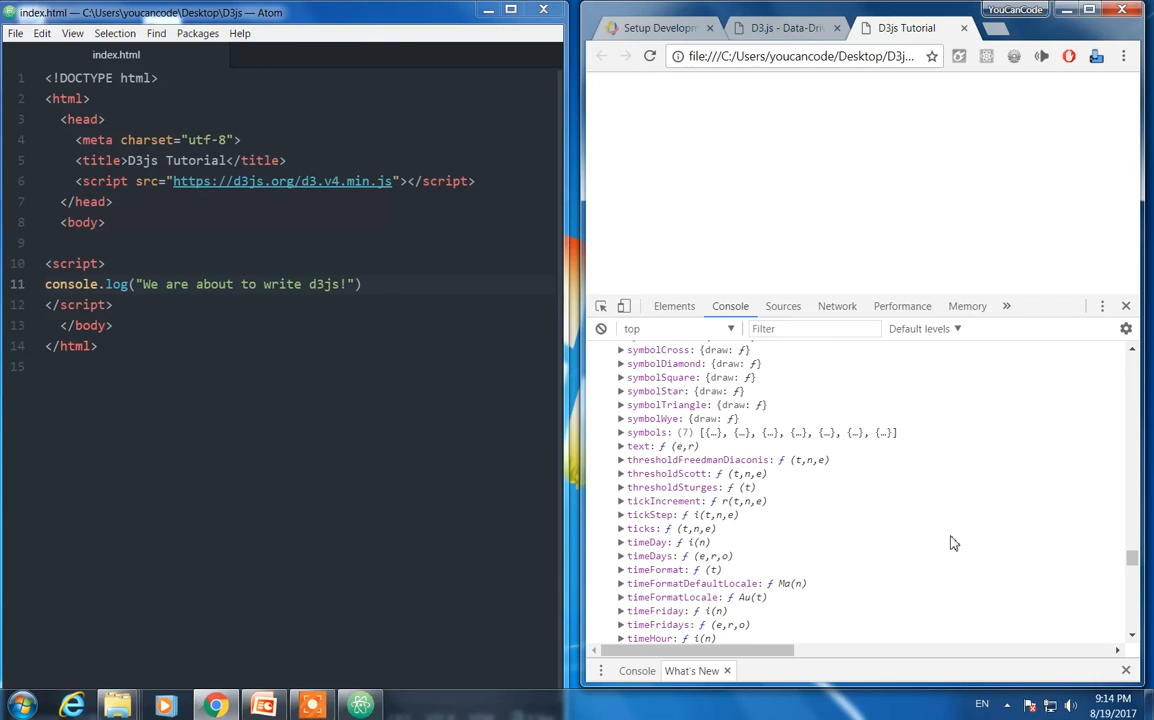 index.html — C:\Users\youcancode\Desktop\D3js — Atom
File Edit View Selection Find Packages Help
index.html
1 <!DOCTYPE html>
2 <html>
3 <head>
4 <meta charset="utf-8">
5 <title>D3js Tutorial</title>
6 <script src="https://d3js.org/d3.v4.min.js"></script>
7 </head>
8 <body>
9
10 <script>
11 console.log("We are about to write d3js!")
12 </script>
13 </body>
14 </html>
15
YouCanCode
Setup Developm
D3.js - Data-Driv
D3js Tutorial
file:///C:/Users/youcancode/Desktop/D3j...
Elements Console Sources Network Performance Memory »
top Filter Default levels
symbolCross: {draw: ƒ}
symbolDiamond: {draw: ƒ}
symbolSquare: {draw: ƒ}
symbolStar: {draw: ƒ}
symbolTriangle: {draw: ƒ}
symbolWye: {draw: ƒ}
symbols: (7) [{…}, {…}, {…}, {…}, {…}, {…}, {…}]
text: ƒ (e,r)
thresholdFreedmanDiaconis: ƒ (t,n,e)
thresholdScott: ƒ (t,n,e)
thresholdSturges: ƒ (t)
tickIncrement: ƒ r(t,n,e)
tickStep: ƒ i(t,n,e)
ticks: ƒ (t,n,e)
timeDay: ƒ i(n)
timeDays: ƒ (e,r,o)
timeFormat: ƒ (t)
timeFormatDefaultLocale: ƒ Ma(n)
timeFormatLocale: ƒ Au(t)
timeFriday: ƒ i(n)
timeFridays: ƒ (e,r,o)
timeHour: ƒ i(n)
Console What's New
EN
9:14 PM
8/19/2017